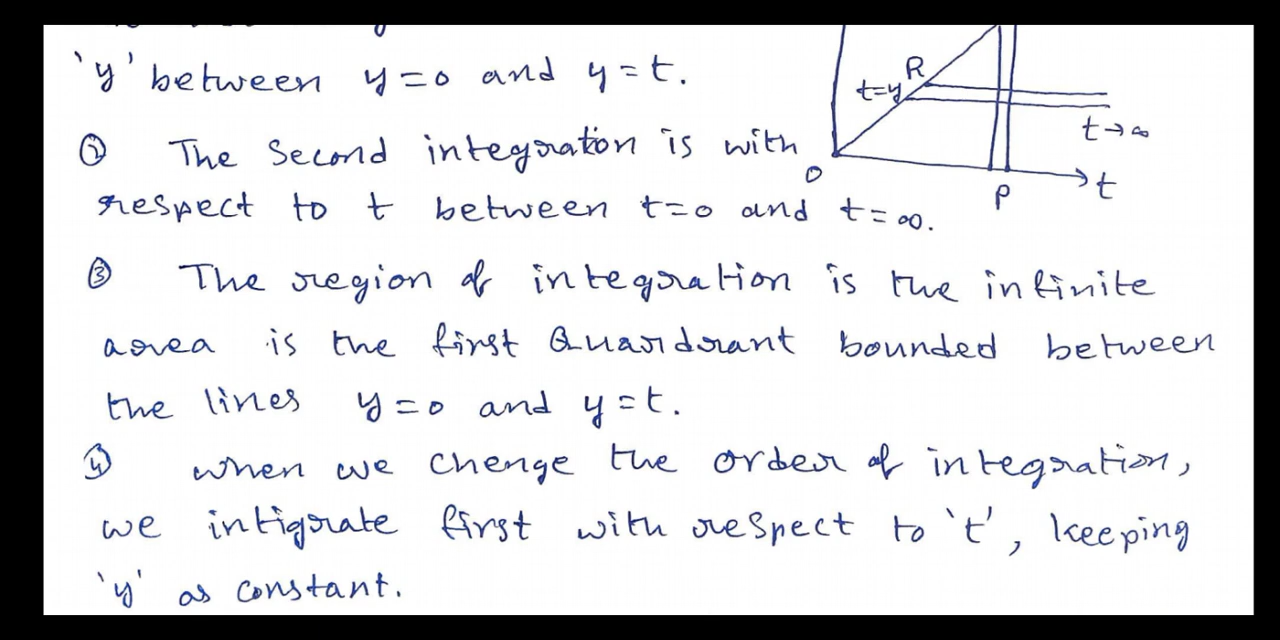 'y' between y=0 and y=t.
R
t=y
t→∞
② The Second integration is with
O
P
t
respect to t between t=0 and t=∞.
③ The region of integration is the infinite
area is the first Quardrant bounded between
the lines y=0 and y=t.
④ when we chenge the order of integration,
we intigrate first with respect to 't', keeping
'y' as constant.